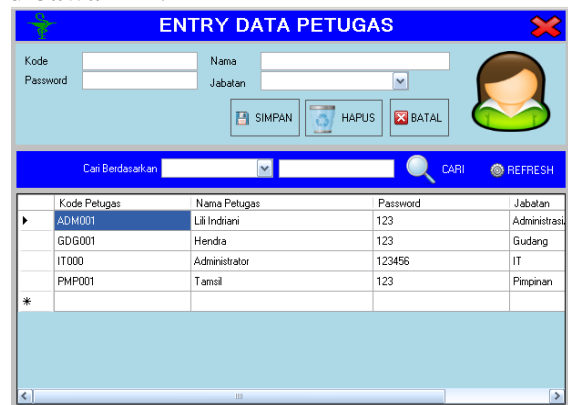 ENTRY DATA PETUGAS
Kode
Nama
Password
Jabatan
SIMPAN HAPUS BATAL
Cari Berdasarkan CARI REFRESH
Kode Petugas Nama Petugas Password Jabatan
ADM001 Lili Indriani 123 Administrasi
GDG001 Hendra 123 Gudang
IT000 Administrator 123456 IT
PMP001 Tamsil 123 Pimpinan